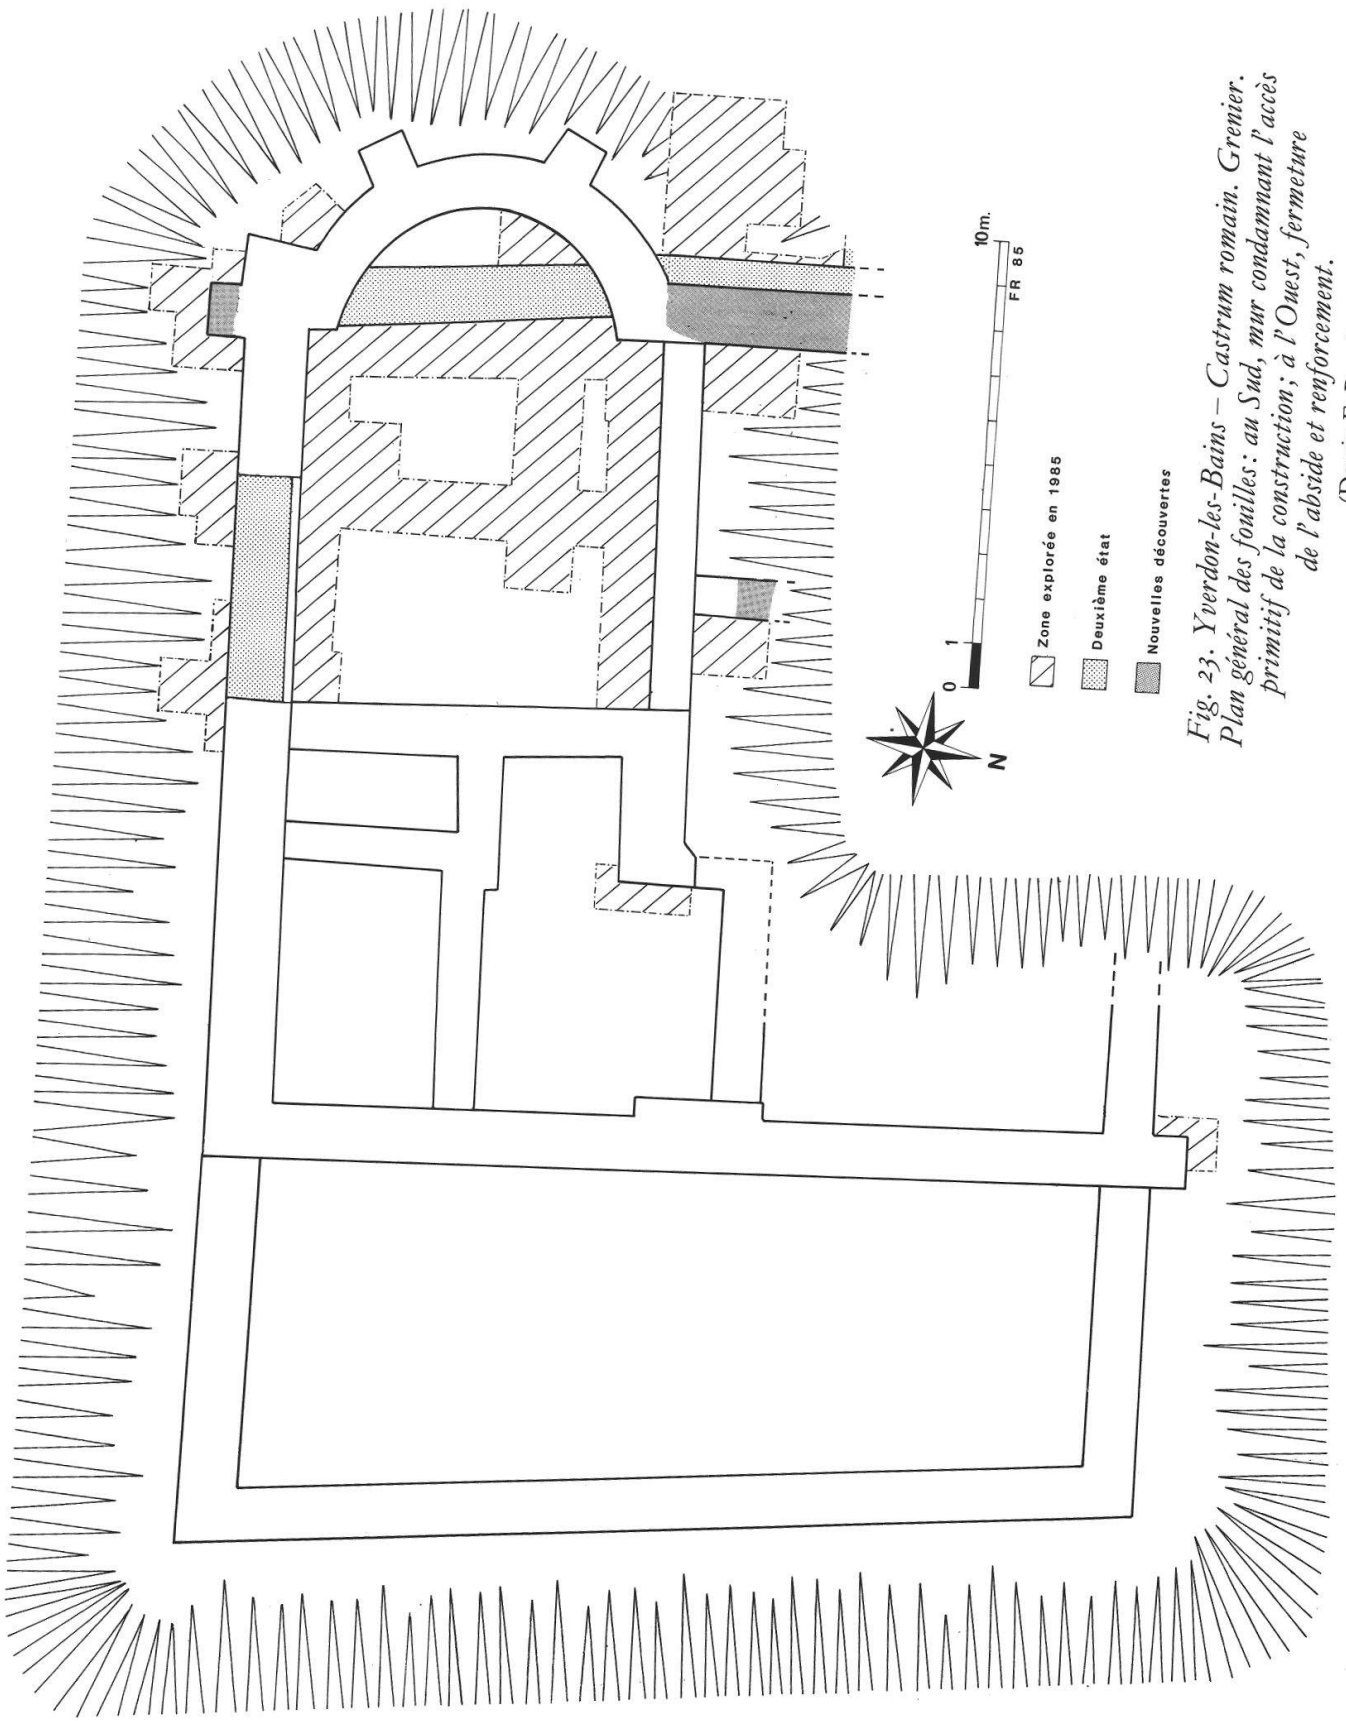 0
1
10m.
FR 85
N
Zone explorée en 1985
Deuxième état
Nouvelles découvertes
Fig. 23. Yverdon-les-Bains – Castrum romain. Grenier.
Plan général des fouilles: au Sud, mur condamnant l'accès
primitif de la construction; à l'Ouest, fermeture
de l'abside et renforcement.